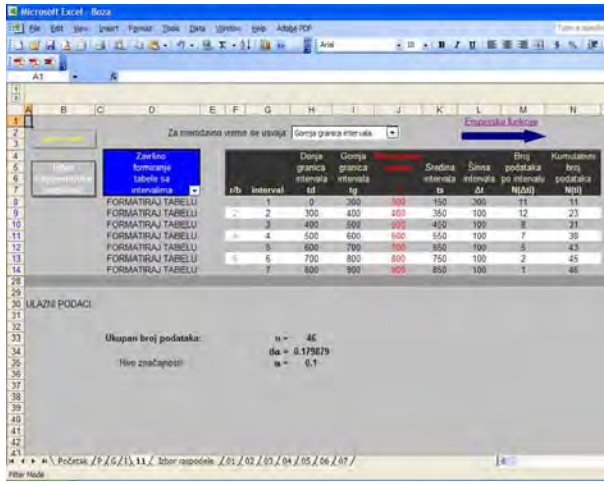 Microsoft Excel - Boza
File Edit View Insert Format Tools Data Window Help Adobe PDF
Arial 10 B I U
A1
A B C D E F G H I J K L M N
Za merodavno vreme se usvaja: Gornja granica intervala
Empirijske funkcije
Završno formiranje tabele sa intervalima
r/b interval Donja granica intervala td Gornja granica intervala tg Sredina intervala ts Širina intervala Δt Broj podataka po intervalu N(Δti) Kumulativni broj podataka N(ti)
FORMATIRAJ TABELU 1 0 300 300 150 300 11 11
FORMATIRAJ TABELU 2 2 300 400 400 350 100 12 23
FORMATIRAJ TABELU 3 400 500 500 450 100 8 31
FORMATIRAJ TABELU 4 4 500 600 600 550 100 7 38
FORMATIRAJ TABELU 5 600 700 700 100 5 43
FORMATIRAJ TABELU 6 6 700 800 800 750 100 2 45
FORMATIRAJ TABELU 7 800 900 900 850 100 1 46
ULAZNI PODACI
Ukupan broj podataka: n = 46
dα = 0.179879
Nivo značajnosti: α = 0.1
Početak / P / G / I \ 11 / Izbor raspodele / 01 / 02 / 03 / 04 / 05 / 06 / 07 /
Filter Mode